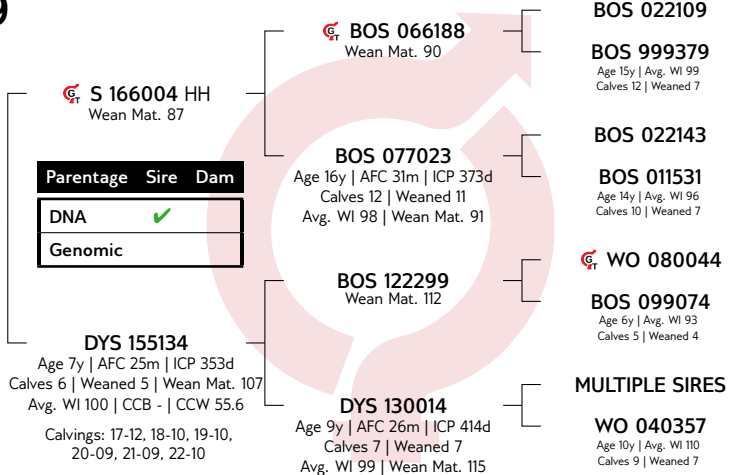 9
BOS 022109
GT BOS 066188
Wean Mat. 90
BOS 999379
Age 15y | Avg. WI 99
Calves 12 | Weaned 7
GT S 166004 HH
Wean Mat. 87
BOS 022143
BOS 077023
Age 16y | AFC 31m | ICP 373d
Calves 12 | Weaned 11
Avg. WI 98 | Wean Mat. 91
BOS 011531
Age 14y | Avg. WI 96
Calves 10 | Weaned 7
Parentage Sire Dam
DNA ✔
Genomic
GT WO 080044
BOS 122299
Wean Mat. 112
BOS 099074
Age 6y | Avg. WI 93
Calves 5 | Weaned 4
DYS 155134
Age 7y | AFC 25m | ICP 353d
Calves 6 | Weaned 5 | Wean Mat. 107
Avg. WI 100 | CCB - | CCW 55.6
Calvings: 17-12, 18-10, 19-10,
20-09, 21-09, 22-10
MULTIPLE SIRES
DYS 130014
Age 9y | AFC 26m | ICP 414d
Calves 7 | Weaned 7
Avg. WI 99 | Wean Mat. 115
WO 040357
Age 10y | Avg. WI 110
Calves 9 | Weaned 7